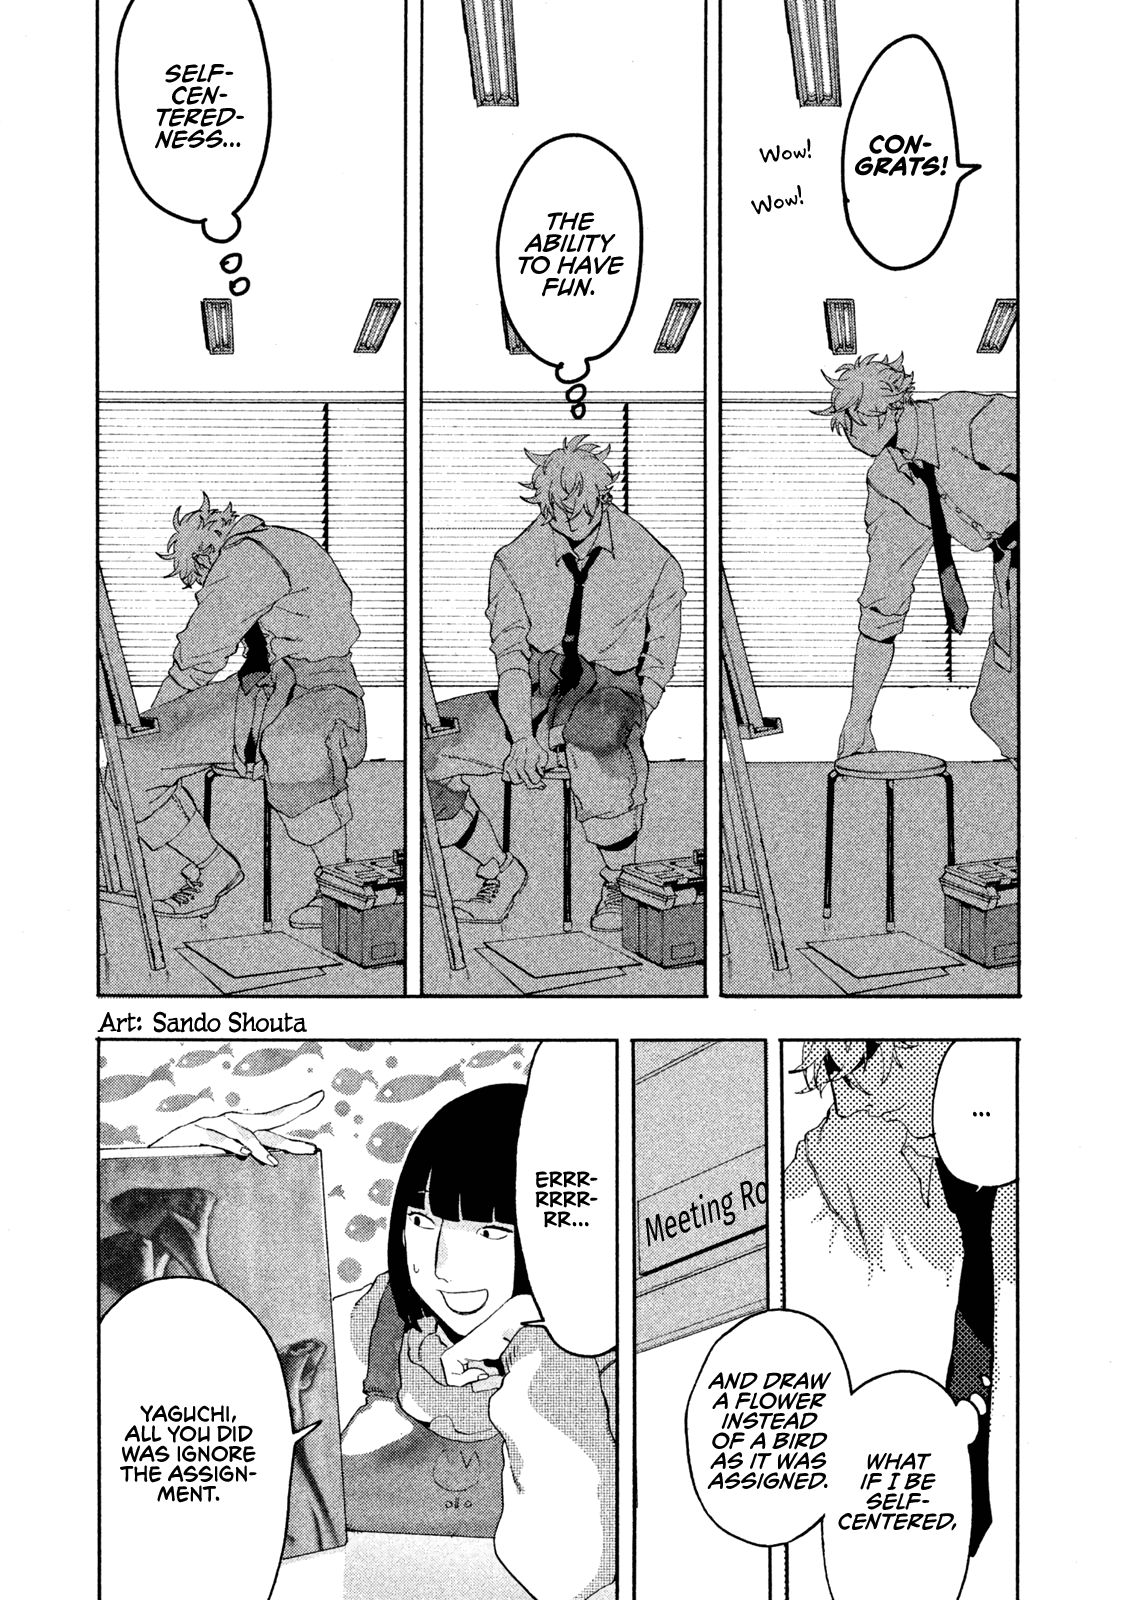 CON-
GRATS!
Wow!
Wow!
THE
ABILITY
TO HAVE
FUN.
SELF-
CEN-
TERED-
NESS...
Art: Sando Shouta
...
WHAT
IF I BE
SELF-
CENTERED,
AND DRAW
A FLOWER
INSTEAD
OF A BIRD
AS IT WAS
ASSIGNED.
Meeting Ro
ERRR-
RRRR-
RR...
YAGUCHI,
ALL YOU DID
WAS IGNORE
THE ASSIGN-
MENT.